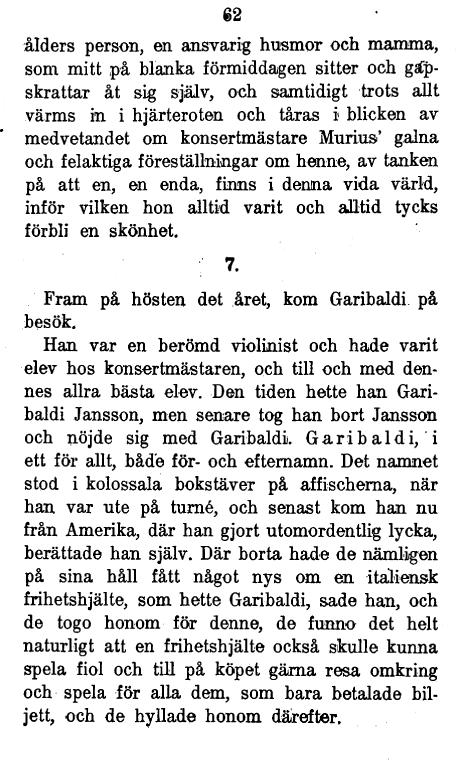 62
ålders person, en ansvarig husmor och mamma,
som mitt på blanka förmiddagen sitter och gap-
skrattar åt sig själv, och samtidigt trots allt
värms in i hjärteroten och tåras i blicken av
medvetandet om konsertmästare Murius' galna
och felaktiga föreställningar om henne, av tanken
på att en, en enda, finns i denna vida värld,
inför vilken hon alltid varit och alltid tycks
förbli en skönhet.
7.
Fram på hösten det året, kom Garibaldi på
besök.
Han var en berömd violinist och hade varit
elev hos konsertmästaren, och till och med den-
nes allra bästa elev. Den tiden hette han Gari-
baldi Jansson, men senare tog han bort Jansson
och nöjde sig med Garibaldi. Garibaldi, i
ett för allt, både för- och efternamn. Det namnet
stod i kolossala bokstäver på affischerna, när
han var ute på turné, och senast kom han nu
från Amerika, där han gjort utomordentlig lycka,
berättade han själv. Där borta hade de nämligen
på sina håll fått något nys om en italiensk
frihetshjälte, som hette Garibaldi, sade han, och
de togo honom för denne, de funno det helt
naturligt att en frihetshjälte också skulle kunna
spela fiol och till på köpet gärna resa omkring
och spela för alla dem, som bara betalade bil-
jett, och de hyllade honom därefter.